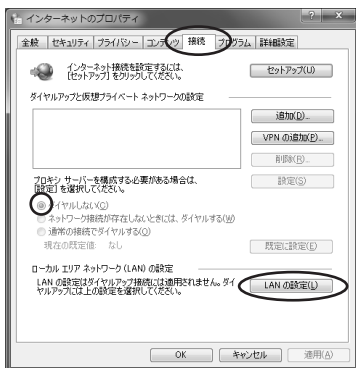 インターネットのプロパティ
全般 セキュリティ プライバシー コンテンツ 接続 プログラム 詳細設定
インターネット接続を設定するには、
[セットアップ] をクリックしてください。
セットアップ(U)
ダイヤルアップと仮想プライベート ネットワークの設定
追加(D)...
VPN の追加(P)...
削除(R)...
プロキシ サーバーを構成する必要がある場合は、
[設定] を選択してください。
設定(S)
ダイヤルしない(C)
ネットワーク接続が存在しないときには、ダイヤルする(W)
通常の接続でダイヤルする(O)
現在の既定値: なし
既定に設定(E)
ローカル エリア ネットワーク (LAN) の設定
LAN の設定はダイヤルアップ接続には適用されません。ダイ
ヤルアップには上の設定を選択してください。
LAN の設定(L)
OK キャンセル 適用(A)